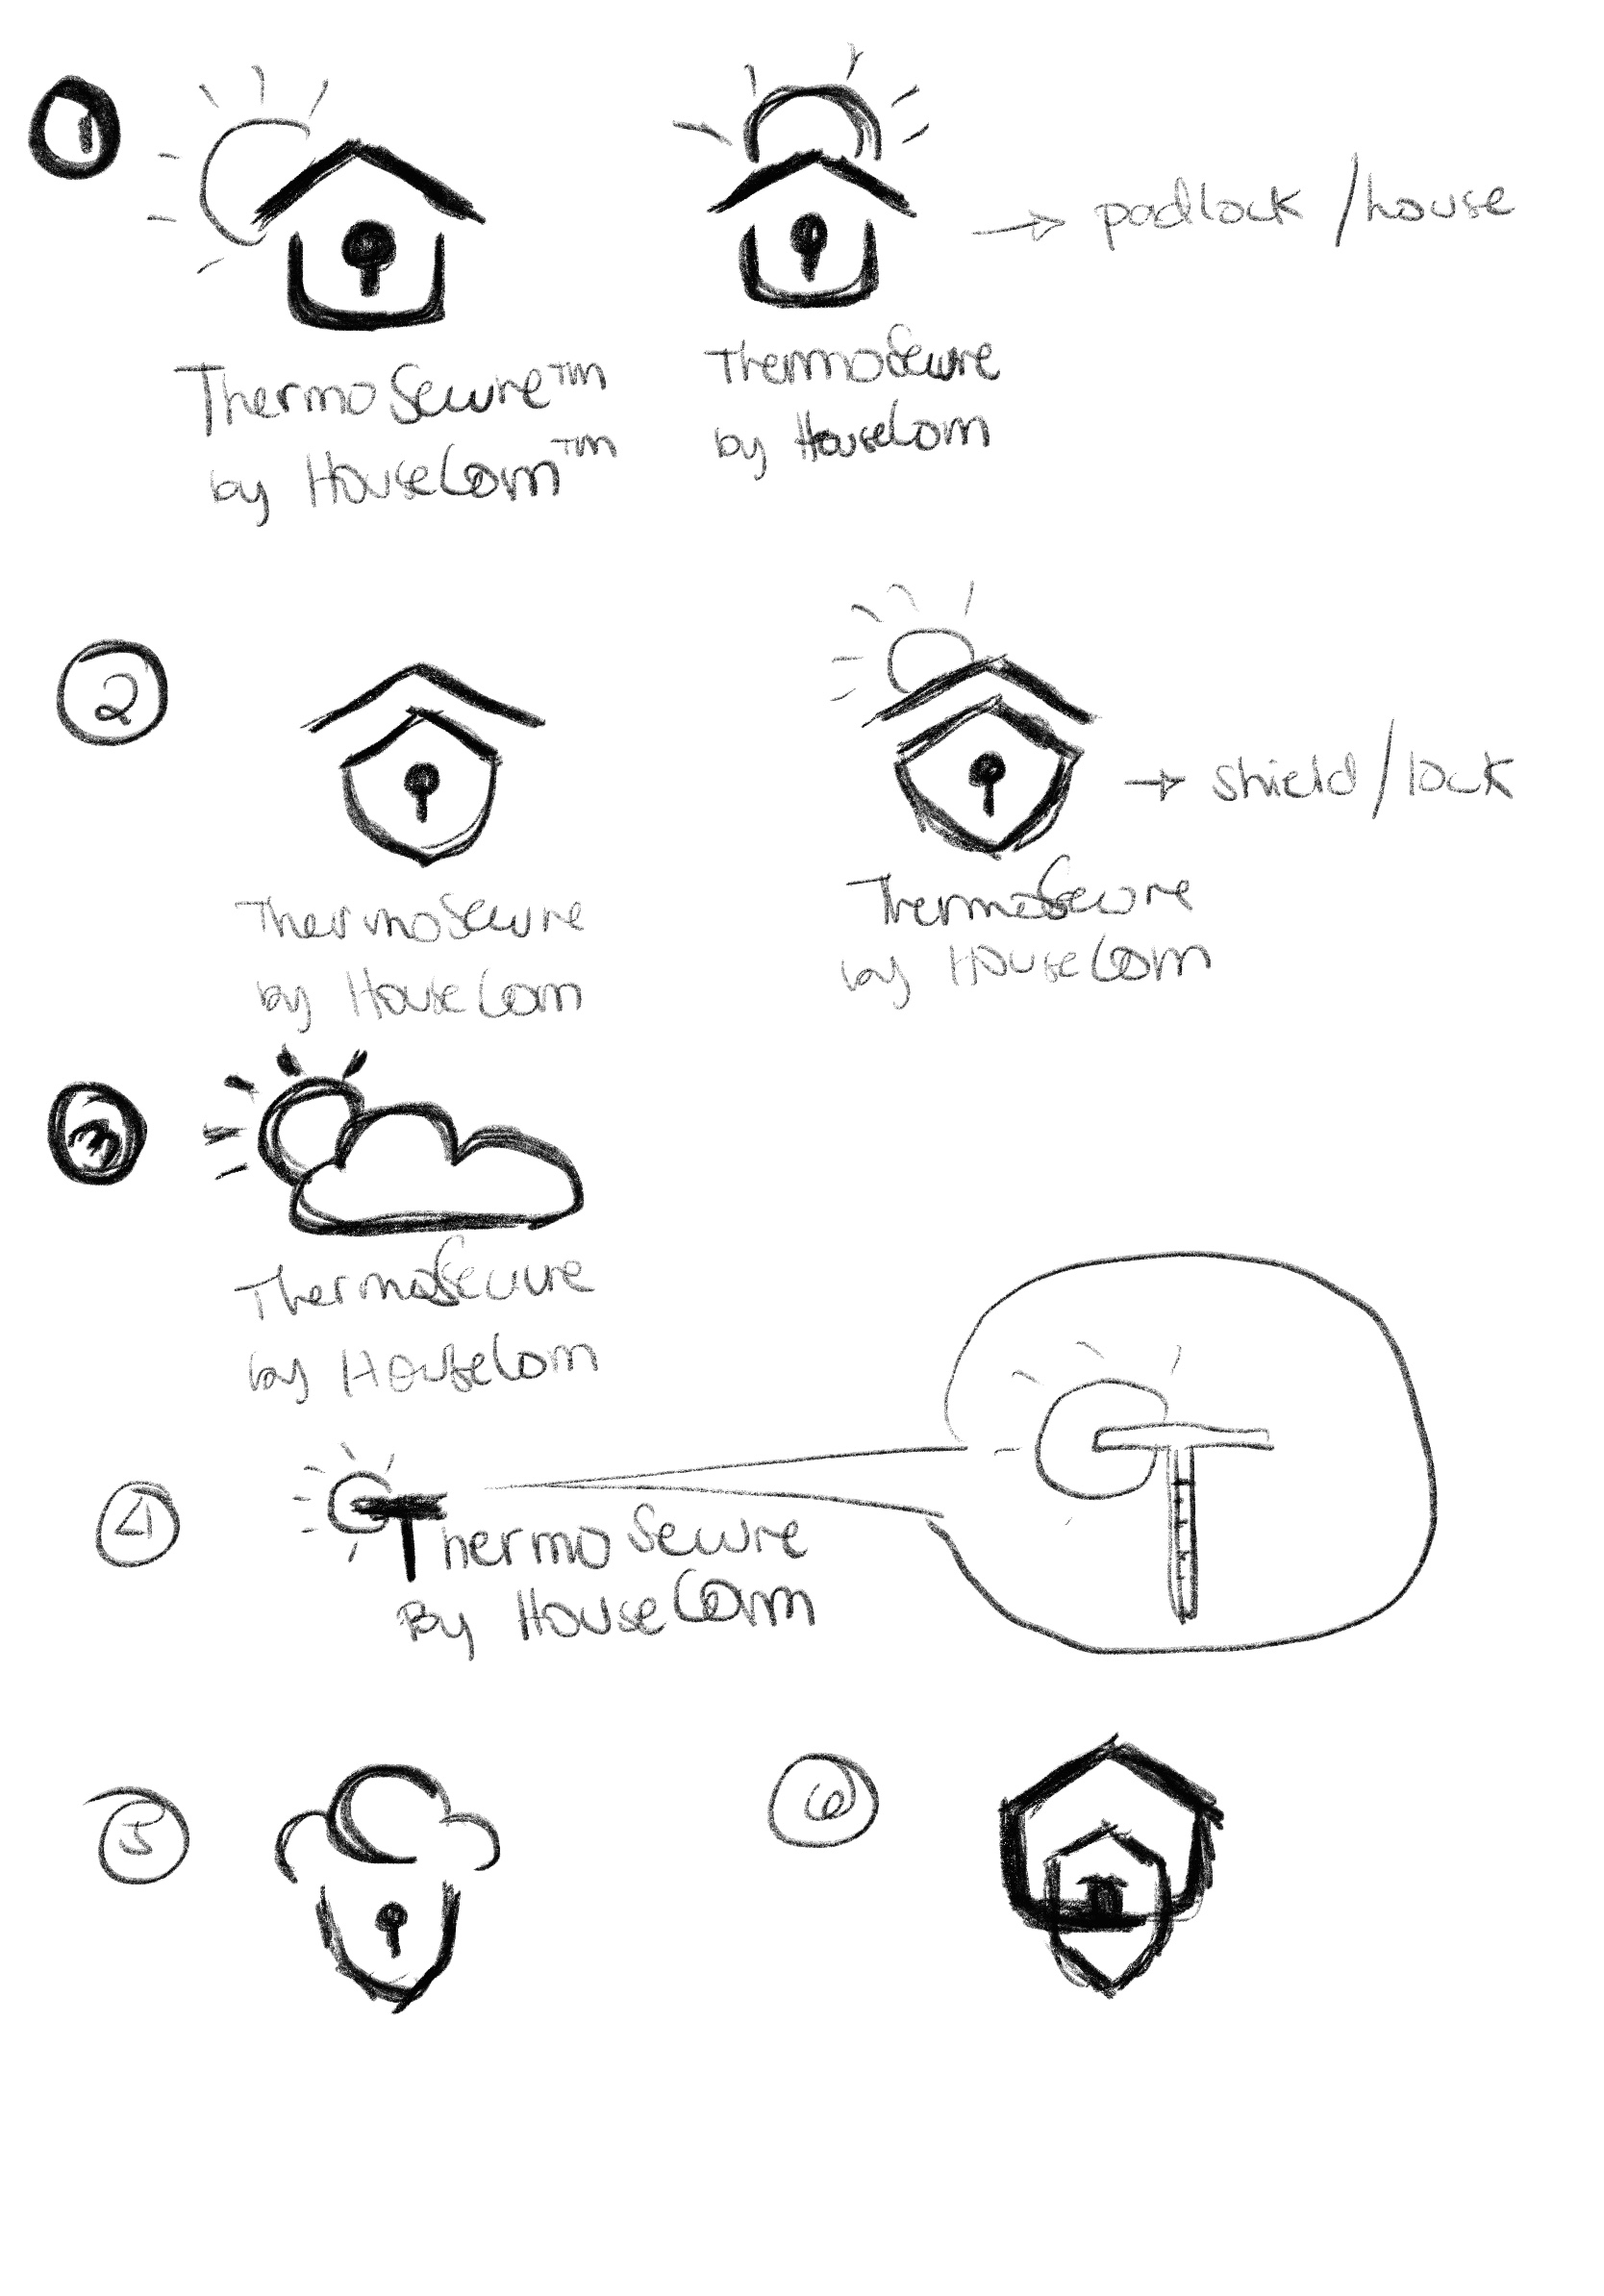 1
ThermoSecure™
by HouseCom™
ThermoSecure
by HouseCom
→ padlock / house
2
ThermoSecure
by HouseCom
ThermoSecure
by HouseCom
→ shield / lock
3
ThermoSecure
by HouseCom
4
ThermoSecure
By HouseCom
5
6